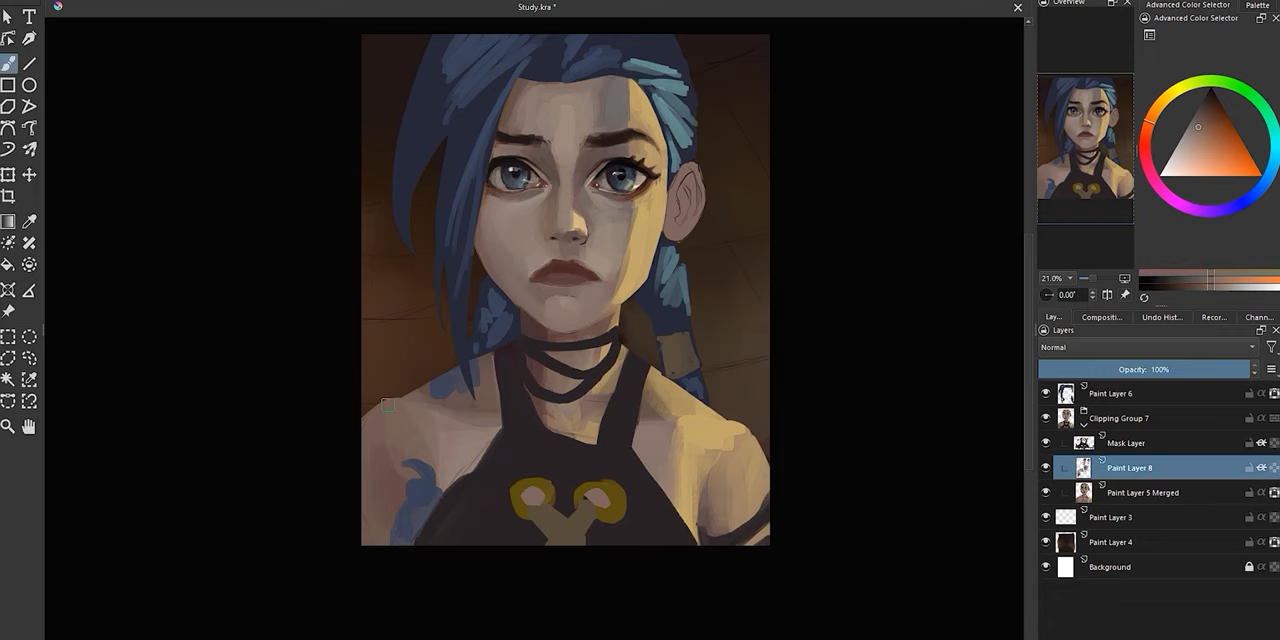 Study.kra *
Overview
Advanced Color Selector
Palette
Advanced Color Selector
21.0%
0.00°
Lay...
Compositi...
Undo Hist...
Recor...
Chann...
Layers
Normal
Opacity: 100%
Paint Layer 6
Clipping Group 7
Mask Layer
Paint Layer 8
Paint Layer 5 Merged
Paint Layer 3
Paint Layer 4
Background